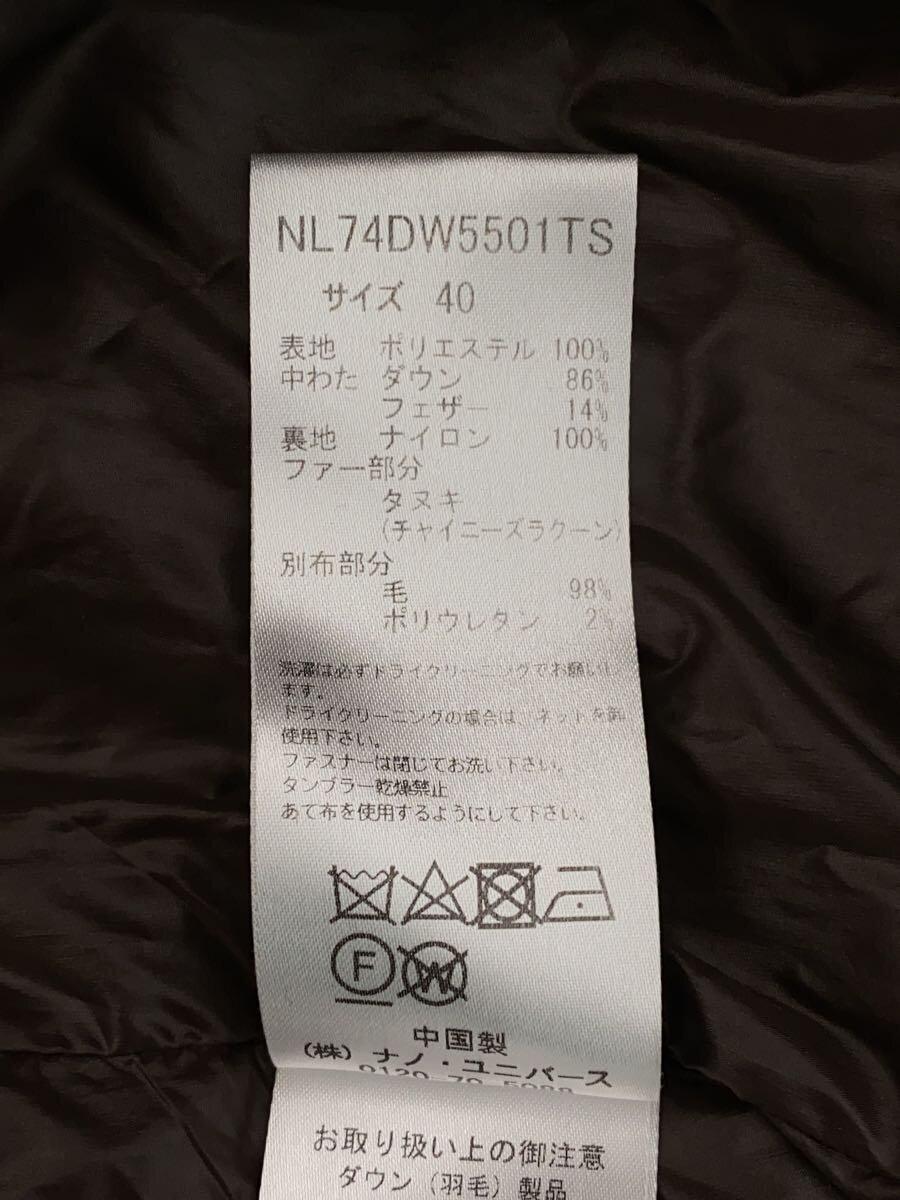 NL74DW5501TS
サイズ 40
表地 ポリエステル 100%
中わた ダウン 86%
フェザー 14%
裏地 ナイロン 100%
ファー部分
タヌキ
(チャイニーズラクーン)
別布部分
毛 98%
ポリウレタン 2%
洗濯は必ずドライクリーニングでお願いし
ます。
ドライクリーニングの場合は、ネットを御
使用下さい。
ファスナーは閉じてお洗い下さい。
タンブラー乾燥禁止
あて布を使用するようにして下さい。
F
W
中国製
(株) ナノ・ユニバース
0120-70-
お取り扱い上の御注意
ダウン (羽毛) 製品